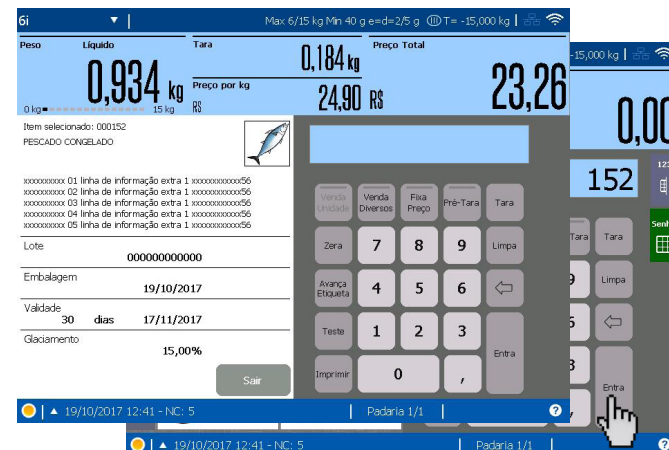 6i Max 6/15 kg Min 40 g e=d=2/5 g T= -15,000 kg
Peso Líquido Tara Preço Total
0,934 kg 0,184 kg 23,26
Preço por kg
R$ 24,90 R$
0 kg 15 kg
Item selecionado: 000152
PESCADO CONGELADO
xxxxxxxxxx 01 linha de informação extra 1 xxxxxxxxxxxx56
xxxxxxxxxx 02 linha de informação extra 1 xxxxxxxxxxxx56
xxxxxxxxxx 03 linha de informação extra 1 xxxxxxxxxxxx56
xxxxxxxxxx 04 linha de informação extra 1 xxxxxxxxxxxx56
xxxxxxxxxx 05 linha de informação extra 1 xxxxxxxxxxxx56
Lote
000000000000
Embalagem
19/10/2017
Validade
30 dias 17/11/2017
Glaciamento
15,00%
Sair
Venda Unidade
Venda Diversos
Fixa Preço
Pré-Tara
Tara
Zera 7 8 9 Limpa
Avança Etiqueta
4 5 6
Teste 1 2 3
Entra
Imprimir 0 ,
19/10/2017 12:41 - NC: 5 Padaria 1/1 ?
-15,000 kg
0,00
152
123
Senh
Tara Tara
9 Limpa
5
3
Entra
,
19/10/2017 12:41 - NC: 5 Padaria 1/1 ?